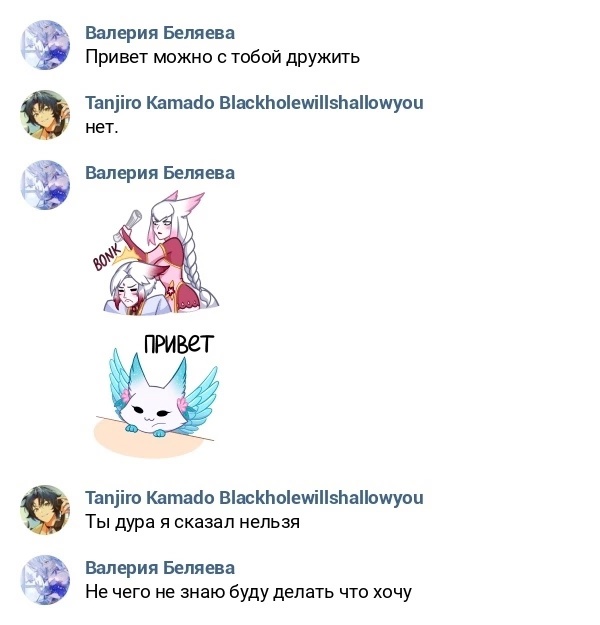 Валерия Беляева
Привет можно с тобой дружить
Tanjiro Kamado Blackholewillshallowyou
нет.
Валерия Беляева
BONK
ПРИВЕТ
Tanjiro Kamado Blackholewillshallowyou
Ты дура я сказал нельзя
Валерия Беляева
Не чего не знаю буду делать что хочу